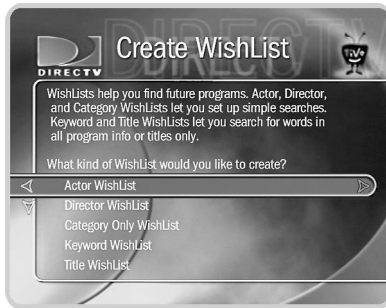 DIRECTV
Create WishList
TiVo
WishLists help you find future programs. Actor, Director,
and Category WishLists let you set up simple searches.
Keyword and Title WishLists let you search for words in
all program info or titles only.
What kind of WishList would you like to create?
Actor WishList
Director WishList
Category Only WishList
Keyword WishList
Title WishList